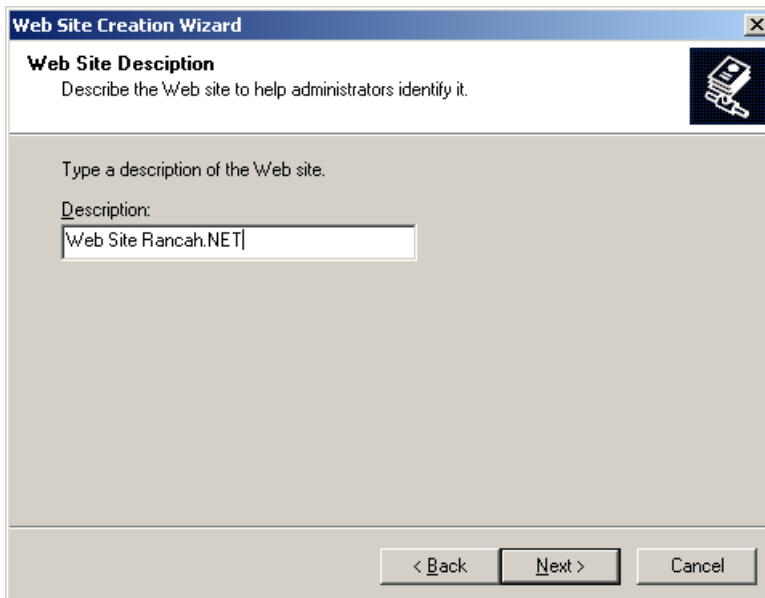 Web Site Creation Wizard
Web Site Desciption
Describe the Web site to help administrators identify it.
Type a description of the Web site.
Description:
Web Site Rancah.NET
< Back Next > Cancel